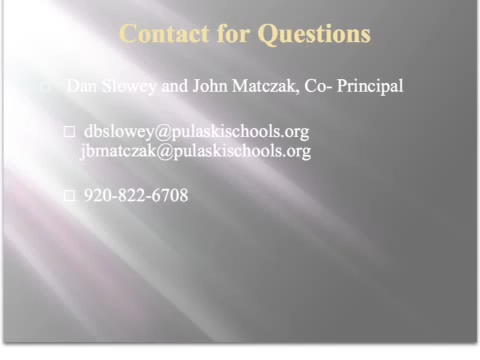 Contact for Questions
Dan Slowey and John Matczak, Co- Principal
dbslowey@pulaskischools.org
jbmatczak@pulaskischools.org
920-822-6708